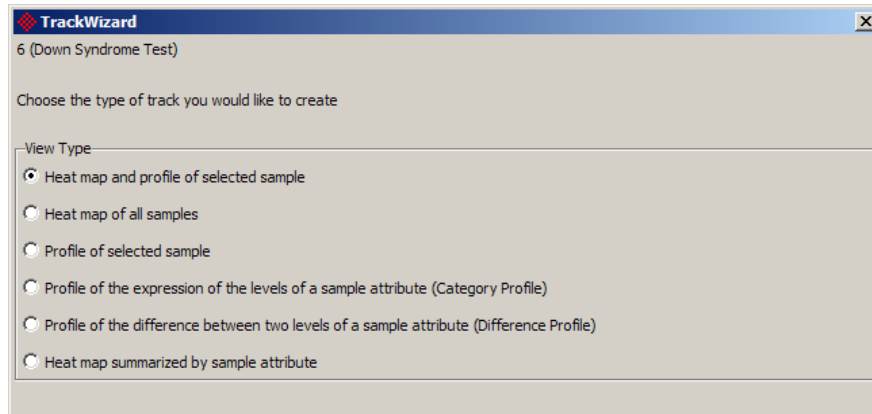 TrackWizard
6 (Down Syndrome Test)
Choose the type of track you would like to create
View Type
Heat map and profile of selected sample
Heat map of all samples
Profile of selected sample
Profile of the expression of the levels of a sample attribute (Category Profile)
Profile of the difference between two levels of a sample attribute (Difference Profile)
Heat map summarized by sample attribute